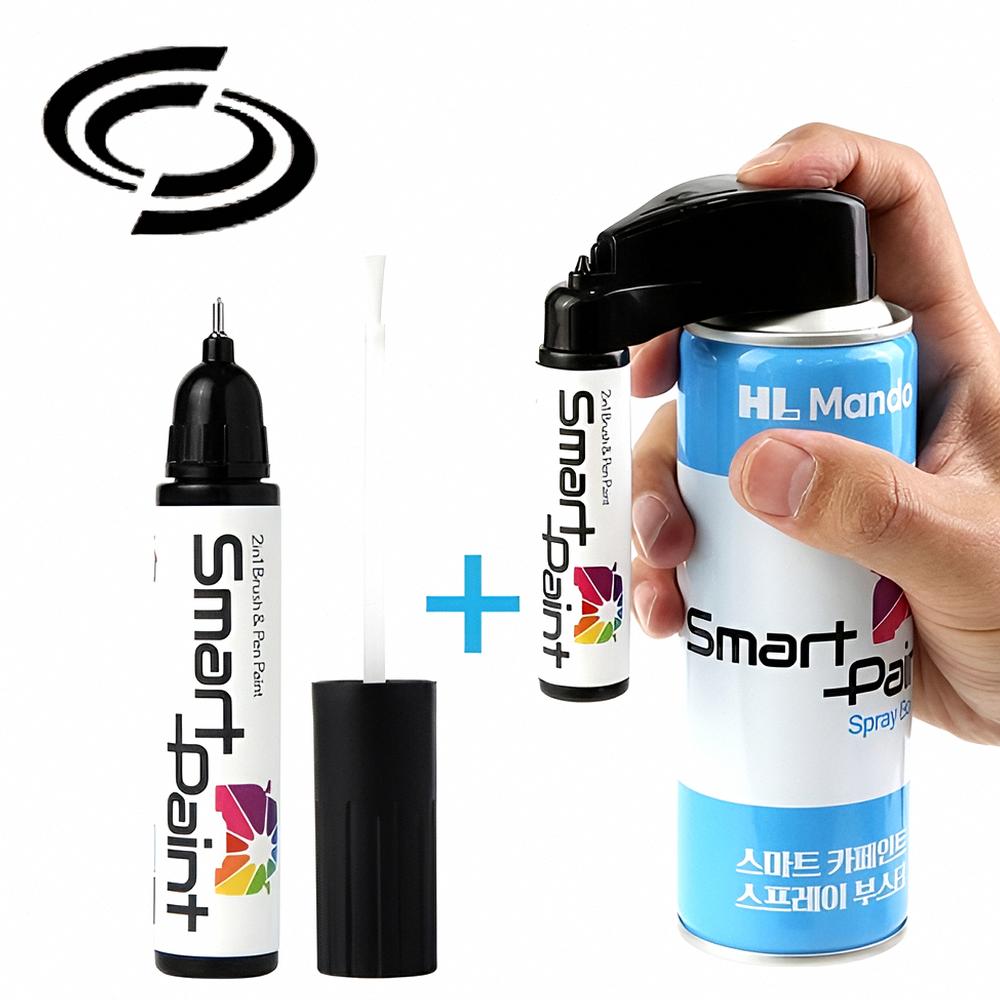 HL Mando
2in1 Brush & Pen Paint
Smart
Paint
2in1 Brush & Pen Paint
Smart
Paint
Smart
Pain
Spray Bo
스마트 카페인트
스프레이 부스터